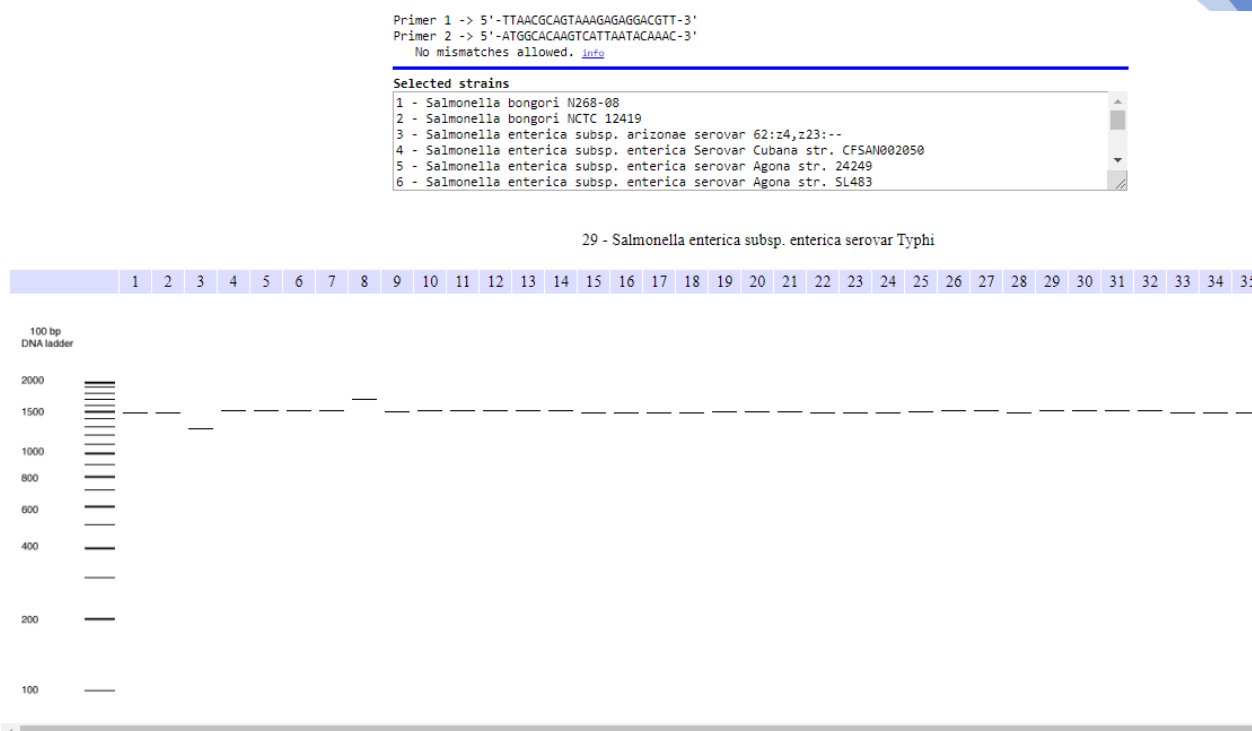 Primer 1 -> 5'-TTAACGCAGTAAAGAGAGGACGTT-3'
Primer 2 -> 5'-ATGGCACAAGTCATTAATACAAAC-3'
No mismatches allowed. info
Selected strains
1 - Salmonella bongori N268-08
2 - Salmonella bongori NCTC 12419
3 - Salmonella enterica subsp. arizonae serovar 62:z4,z23:--
4 - Salmonella enterica subsp. enterica Serovar Cubana str. CFSAN002050
5 - Salmonella enterica subsp. enterica serovar Agona str. 24249
6 - Salmonella enterica subsp. enterica serovar Agona str. SL483
29 - Salmonella enterica subsp. enterica serovar Typhi
1 2 3 4 5 6 7 8 9 10 11 12 13 14 15 16 17 18 19 20 21 22 23 24 25 26 27 28 29 30 31 32 33 34 35
100 bp
DNA ladder
2000
1500
1000
800
600
400
200
100